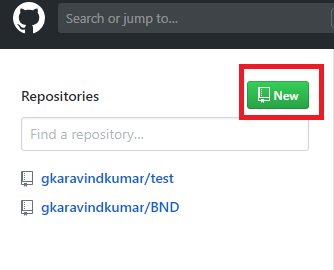 Search or jump to...
Repositories
New
Find a repository...
gkaravindkumar/test
gkaravindkumar/BND